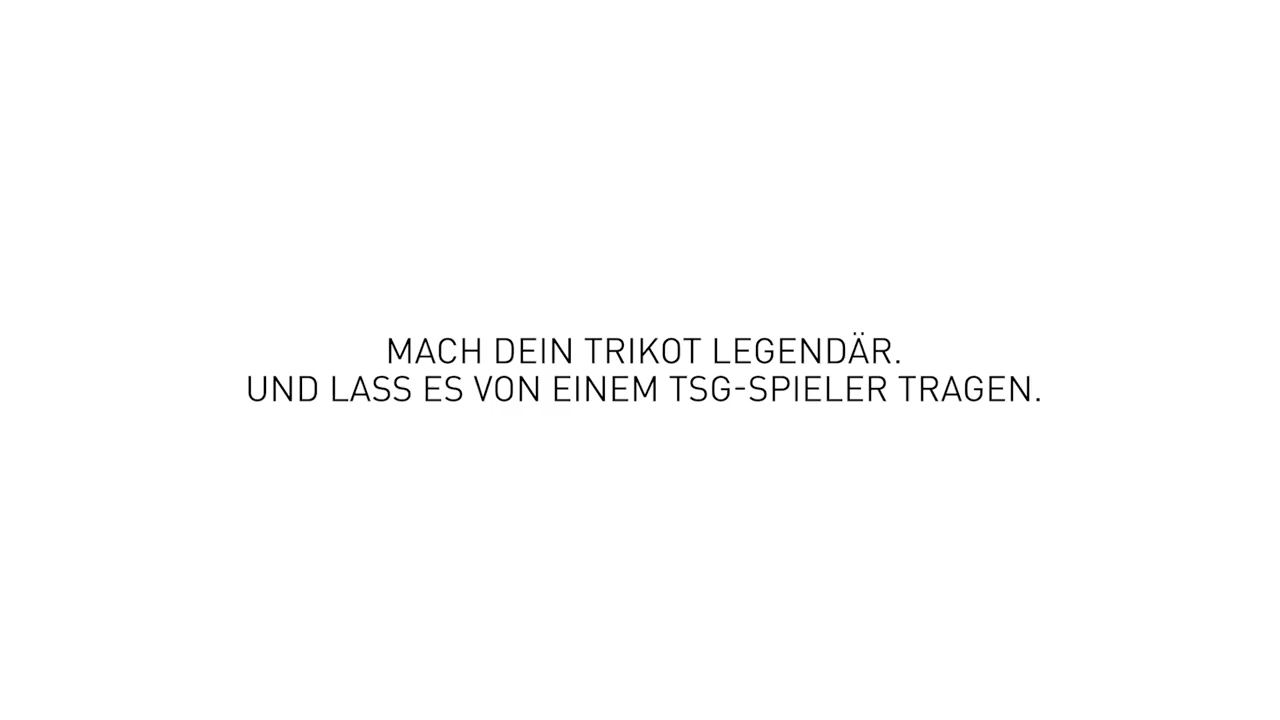 MACH DEIN TRIKOT LEGENDÄR.
UND LASS ES VON EINEM TSG-SPIELER TRAGEN.